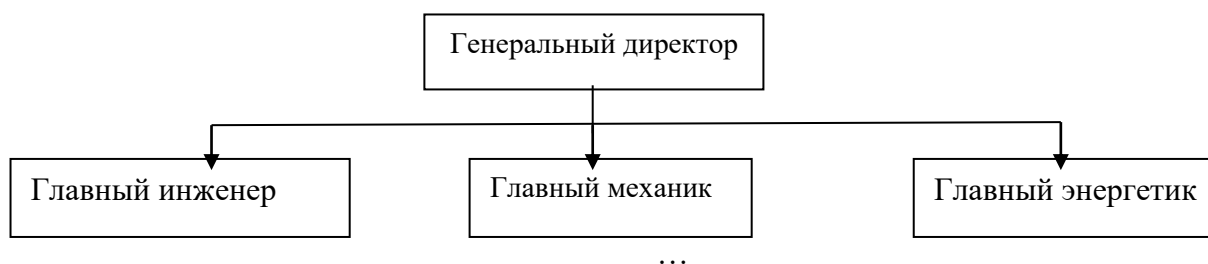 Генеральный директор
Главный инженер
Главный механик
Главный энергетик
…